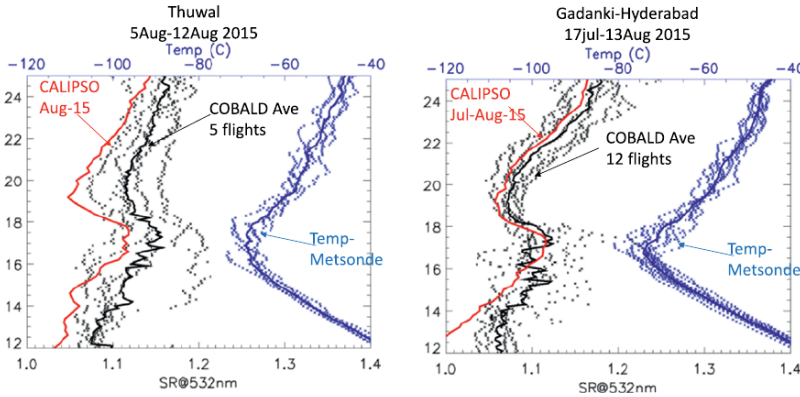 Thuwal
5Aug-12Aug 2015
Temp (C)
-120 -100 -80 -60 -40
24
22
20
18
16
14
12
CALIPSO
Aug-15
COBALD Ave
5 flights
Temp-
Metsonde
1.0 1.1 1.2 1.3 1.4
SR@532nm
Gadanki-Hyderabad
17jul-13Aug 2015
Temp (C)
-120 -100 -80 -60 -40
24
22
20
18
16
14
12
CALIPSO
Jul-Aug-15
COBALD Ave
12 flights
Temp-
Metsonde
1.0 1.1 1.2 1.3 1.4
SR@532nm